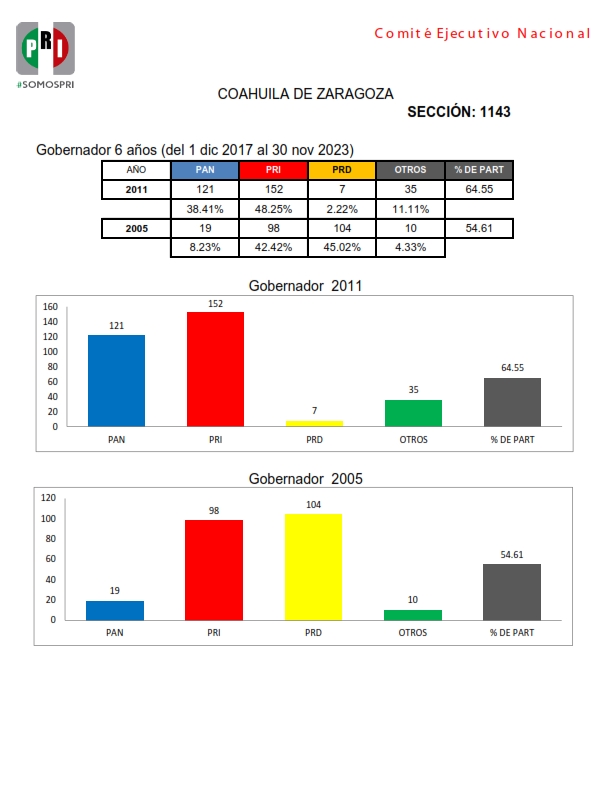 PRI
#SOMOSPRI
Comité Ejecutivo Nacional
COAHUILA DE ZARAGOZA
SECCIÓN: 1143
Gobernador 6 años (del 1 dic 2017 al 30 nov 2023)
AÑO PAN PRI PRD OTROS % DE PART
2011 121 152 7 35 64.55
38.41% 48.25% 2.22% 11.11%
2005 19 98 104 10 54.61
8.23% 42.42% 45.02% 4.33%
Gobernador 2011
160
140
120
100
80
60
40
20
0
121 152 7 35 64.55
PAN PRI PRD OTROS % DE PART
Gobernador 2005
120
100
80
60
40
20
0
19 98 104 10 54.61
PAN PRI PRD OTROS % DE PART